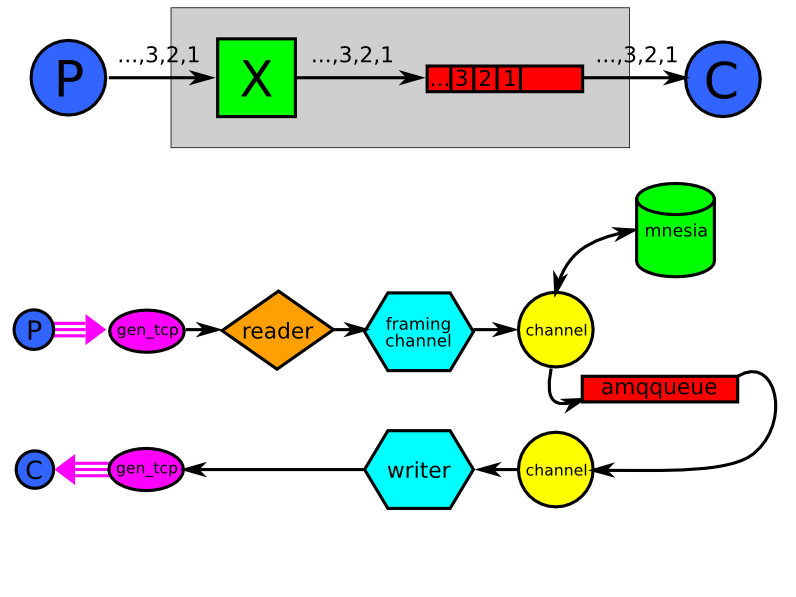 ...,3,2,1
...,3,2,1
...,3,2,1
P
X
...
3
2
1
C
mnesia
P
gen_tcp
reader
framing
channel
channel
amqqueue
C
gen_tcp
writer
channel